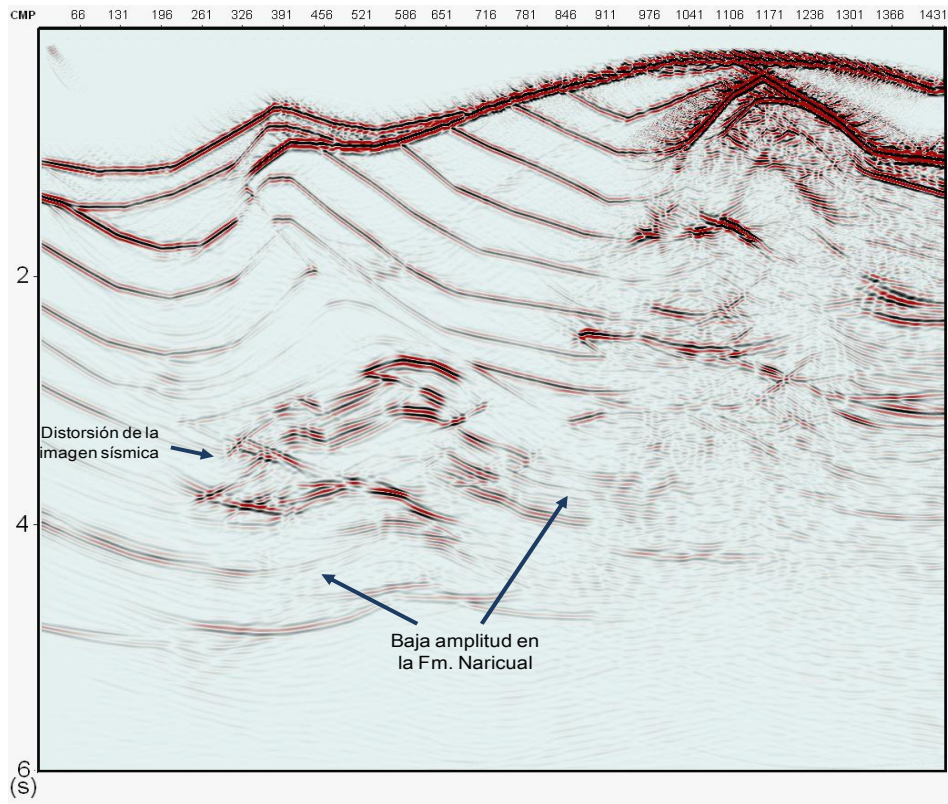 CMP 66 131 196 261 326 391 456 521 586 651 716 781 846 911 976 1041 1106 1171 1236 1301 1366 1431
2
Distorsión de la
imagen sísmica
4
Baja amplitud en
la Fm. Naricual
6
(s)